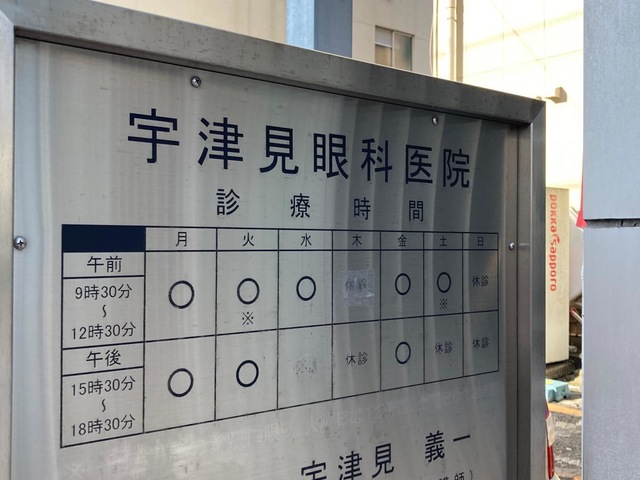 宇津見眼科医院
診療時間
月 火 水 木 金 土 日
午前
9時30分 〇 〇 〇 休診 〇 〇 休診
～ ※ ※
12時30分
午後
15時30分 〇 〇 休診 〇 休診 休診
～
18時30分
宇津見 義一
pokka sapporo